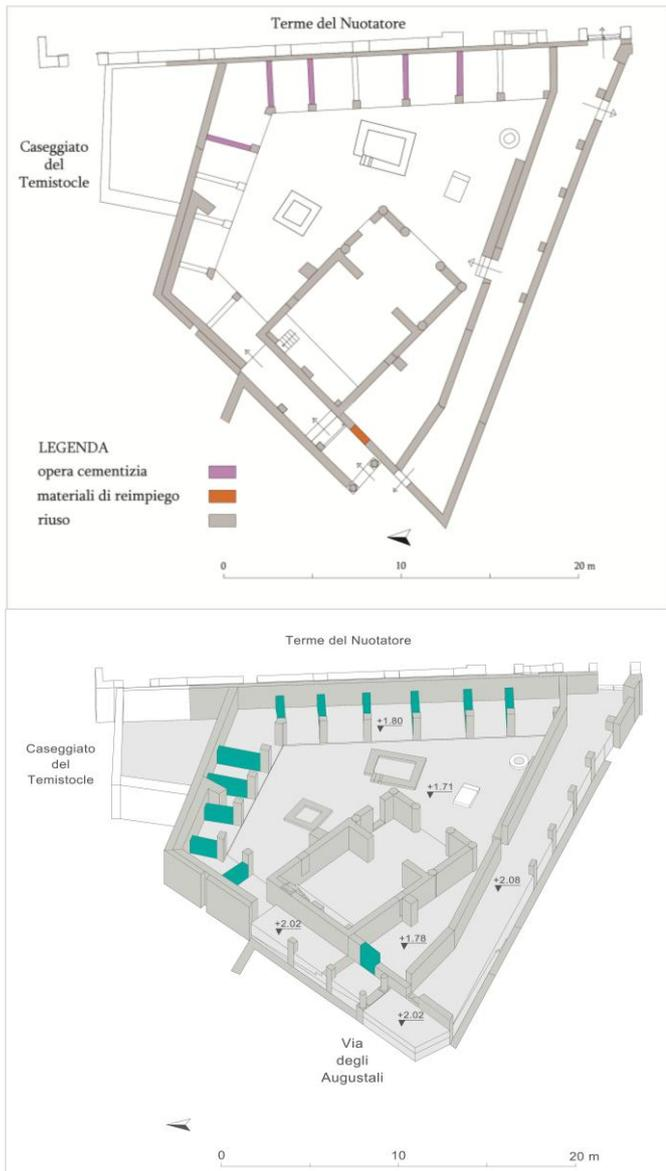 Terme del Nuotatore
Caseggiato
del
Temistocle
LEGENDA
opera cementizia
materiali di reimpiego
riuso
0 10 20 m
Terme del Nuotatore
Caseggiato
del
Temistocle
+1.80
+1.71
+2.08
+2.02
+1.78
+2.02
Via
degli
Augustali
0 10 20 m